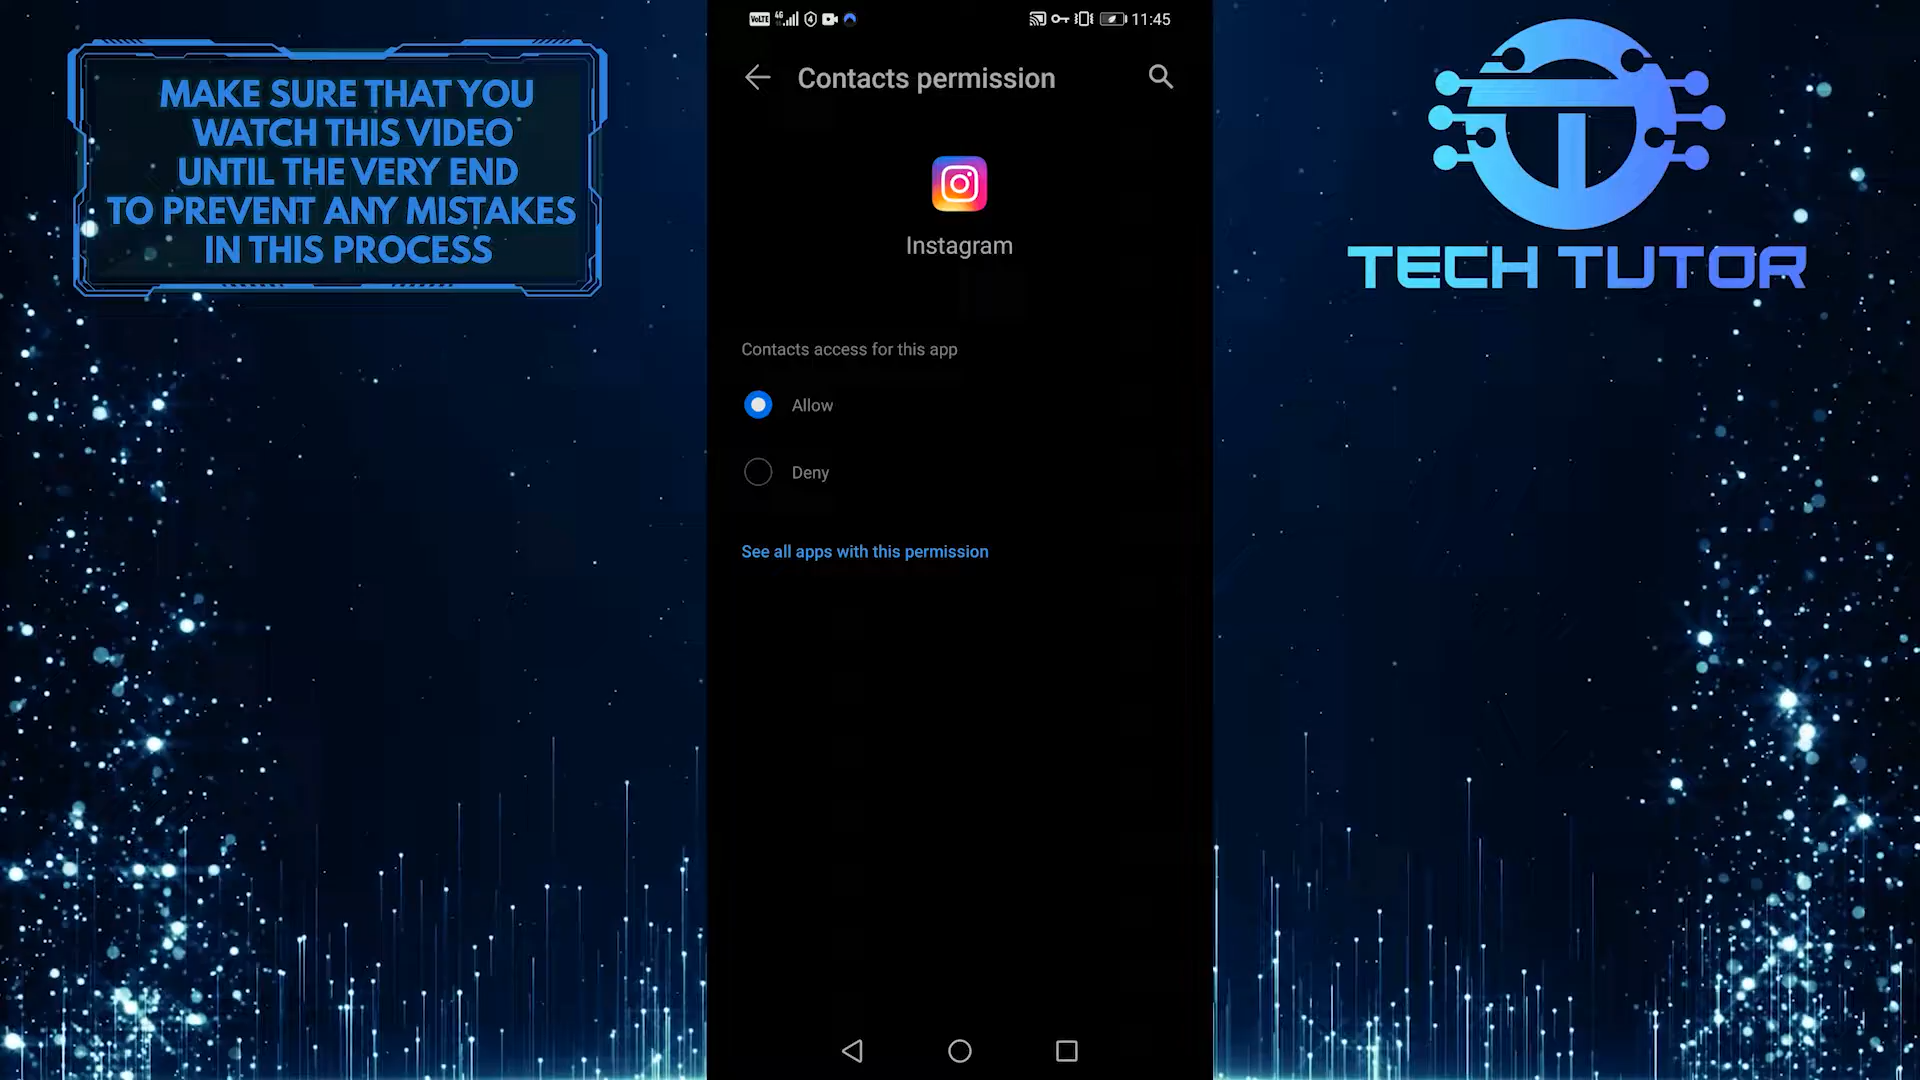 MAKE SURE THAT YOU
WATCH THIS VIDEO
UNTIL THE VERY END
TO PREVENT ANY MISTAKES
IN THIS PROCESS
VoLTE 4G 11:45
Contacts permission
Instagram
Contacts access for this app
Allow
Deny
See all apps with this permission
TECH TUTOR